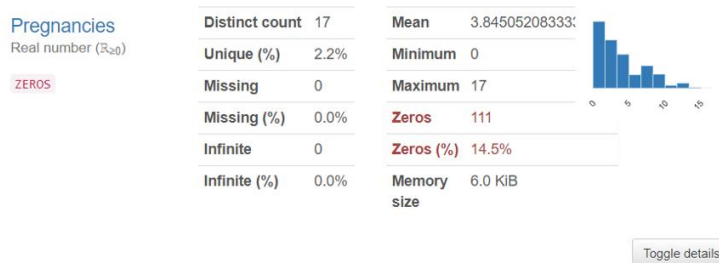 Pregnancies
Real number (ℝ≥0)
ZEROS
Distinct count 17
Unique (%) 2.2%
Missing 0
Missing (%) 0.0%
Infinite 0
Infinite (%) 0.0%
Mean 3.845052083333
Minimum 0
Maximum 17
Zeros 111
Zeros (%) 14.5%
Memory 6.0 KiB
size
0 5 10 15
Toggle details